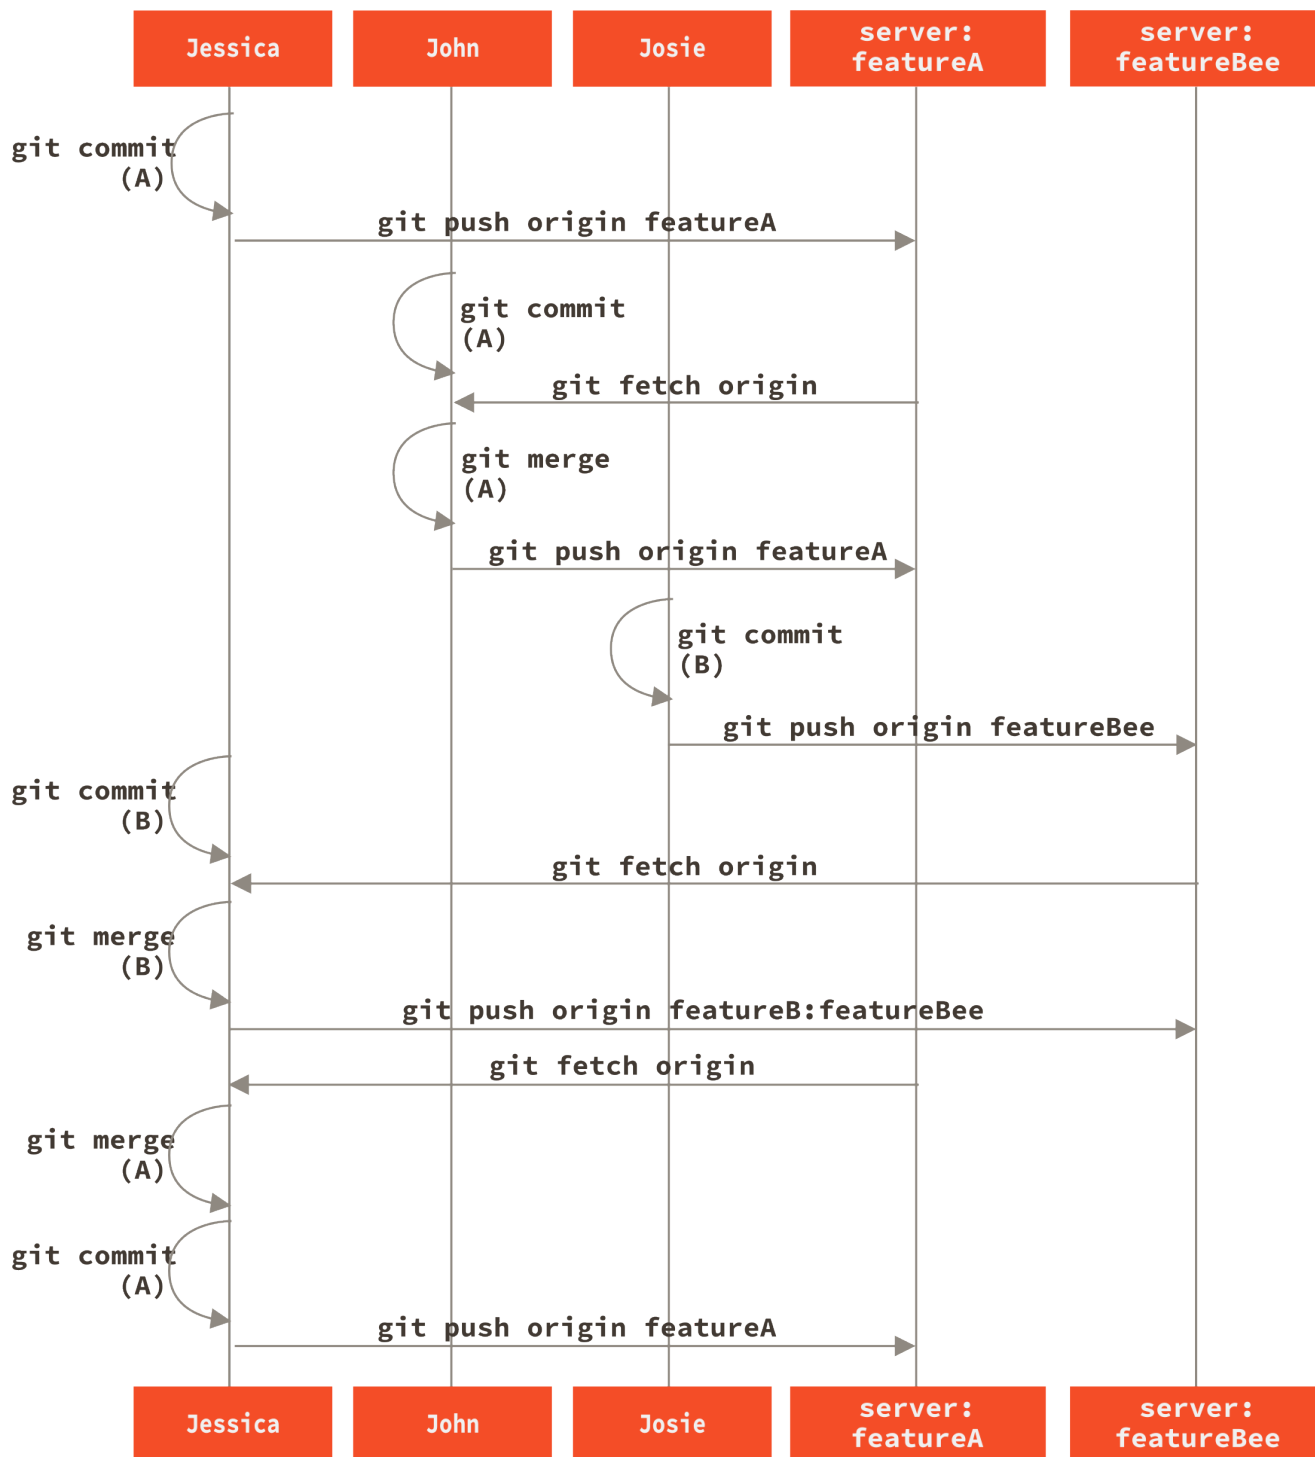 Jessica
John
Josie
server:
featureA
server:
featureBee
git commit
(A)
git push origin featureA
git commit
(A)
git fetch origin
git merge
(A)
git push origin featureA
git commit
(B)
git push origin featureBee
git commit
(B)
git fetch origin
git merge
(B)
git push origin featureB:featureBee
git fetch origin
git merge
(A)
git commit
(A)
git push origin featureA
Jessica
John
Josie
server:
featureA
server:
featureBee